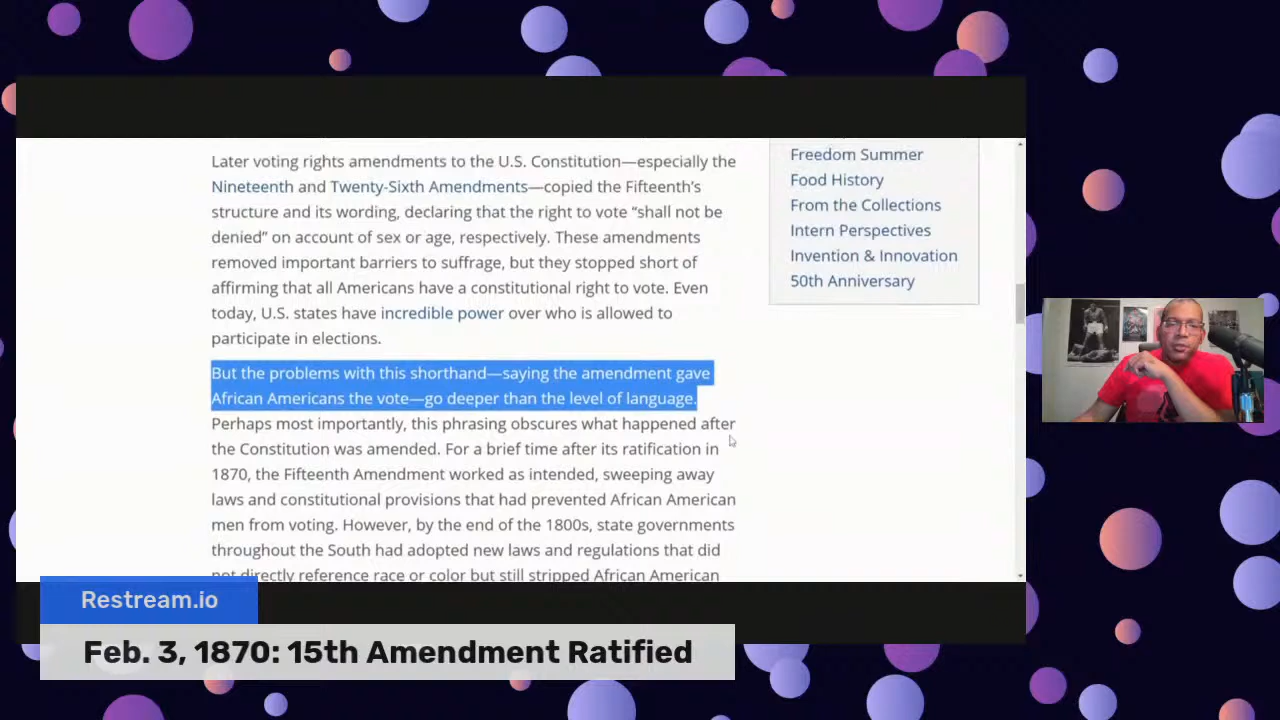 Later voting rights amendments to the U.S. Constitution—especially the
Nineteenth and Twenty-Sixth Amendments—copied the Fifteenth's
structure and its wording, declaring that the right to vote “shall not be
denied” on account of sex or age, respectively. These amendments
removed important barriers to suffrage, but they stopped short of
affirming that all Americans have a constitutional right to vote. Even
today, U.S. states have incredible power over who is allowed to
participate in elections.
But the problems with this shorthand—saying the amendment gave
African Americans the vote—go deeper than the level of language.
Perhaps most importantly, this phrasing obscures what happened after
the Constitution was amended. For a brief time after its ratification in
1870, the Fifteenth Amendment worked as intended, sweeping away
laws and constitutional provisions that had prevented African American
men from voting. However, by the end of the 1800s, state governments
throughout the South had adopted new laws and regulations that did
not directly reference race or color but still stripped African American
Freedom Summer
Food History
From the Collections
Intern Perspectives
Invention & Innovation
50th Anniversary
Restream.io
Feb. 3, 1870: 15th Amendment Ratified